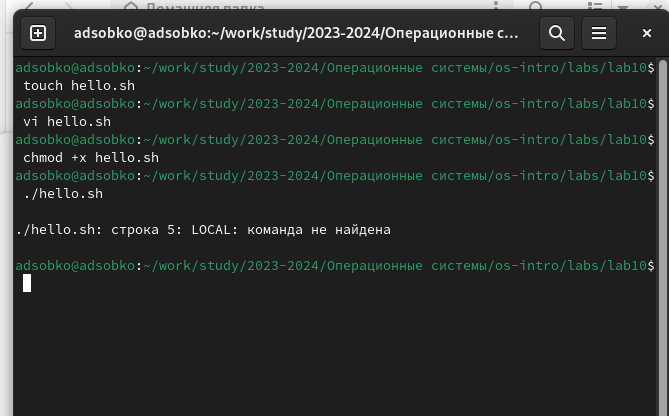 Домашняя папка
adsobko@adsobko:~/work/study/2023-2024/Операционные с...
adsobko@adsobko:~/work/study/2023-2024/Операционные системы/os-intro/labs/lab10$
touch hello.sh
adsobko@adsobko:~/work/study/2023-2024/Операционные системы/os-intro/labs/lab10$
vi hello.sh
adsobko@adsobko:~/work/study/2023-2024/Операционные системы/os-intro/labs/lab10$
chmod +x hello.sh
adsobko@adsobko:~/work/study/2023-2024/Операционные системы/os-intro/labs/lab10$
./hello.sh
./hello.sh: строка 5: LOCAL: команда не найдена
adsobko@adsobko:~/work/study/2023-2024/Операционные системы/os-intro/labs/lab10$